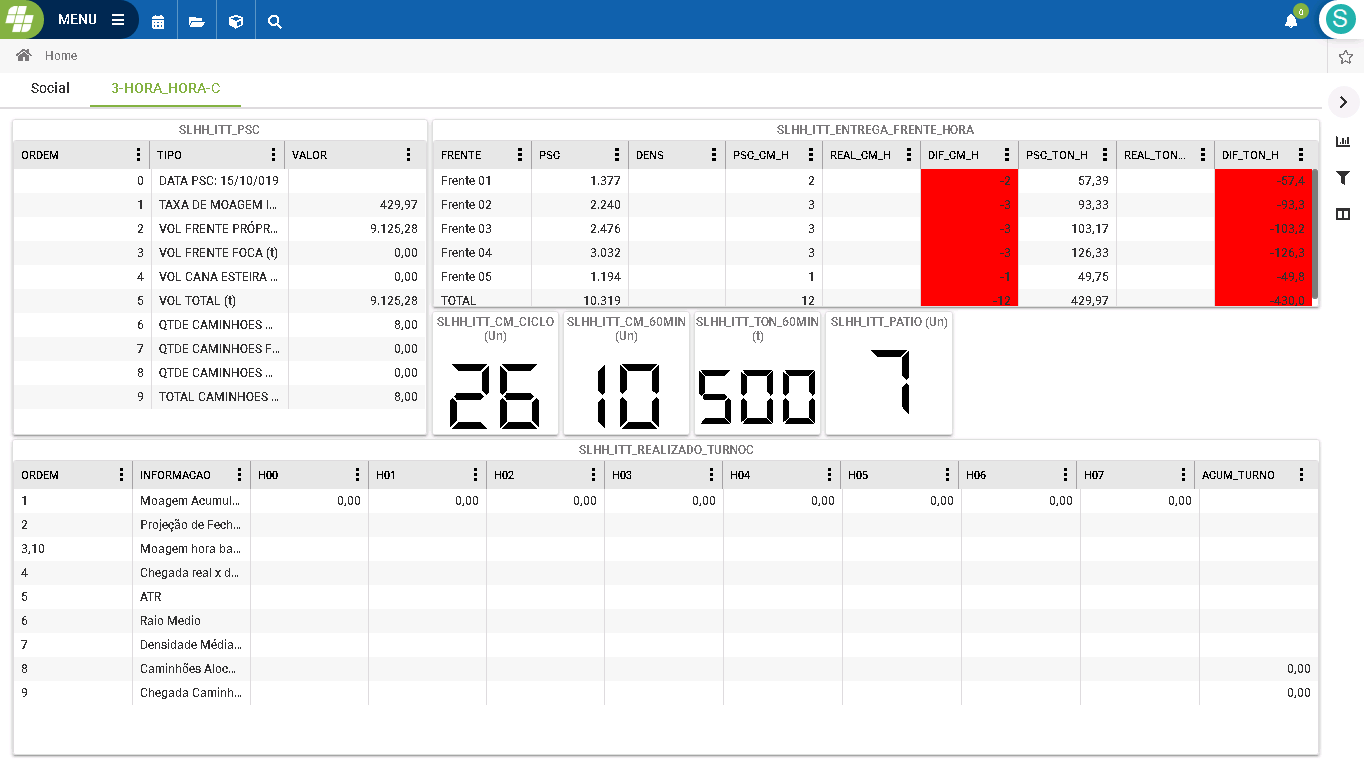 MENU
0
S
Home
Social 3-HORA_HORA-C
SLHH_ITT_PSC
ORDEM TIPO VALOR
0 DATA PSC: 15/10/019
1 TAXA DE MOAGEM I... 429,97
2 VOL FRENTE PRÓPR... 9.125,28
3 VOL FRENTE FOCA (t) 0,00
4 VOL CANA ESTEIRA ... 0,00
5 VOL TOTAL (t) 9.125,28
6 QTDE CAMINHOES ... 8,00
7 QTDE CAMINHOES F... 0,00
8 QTDE CAMINHOES ... 0,00
9 TOTAL CAMINHOES ... 8,00
SLHH_ITT_ENTREGA_FRENTE_HORA
FRENTE PSC DENS PSC_CM_H REAL_CM_H DIF_CM_H PSC_TON_H REAL_TON... DIF_TON_H
Frente 01 1.377 2 -2 57,39 -57,4
Frente 02 2.240 3 -3 93,33 -93,3
Frente 03 2.476 3 -3 103,17 -103,2
Frente 04 3.032 3 -3 126,33 -126,3
Frente 05 1.194 1 -1 49,75 -49,8
TOTAL 10.319 12 -12 429,97 -430,0
SLHH_ITT_CM_CICLO
(Un)
26
SLHH_ITT_CM_60MIN
(Un)
10
SLHH_ITT_TON_60MIN
(t)
500
SLHH_ITT_PATIO (Un)
7
SLHH_ITT_REALIZADO_TURNOC
ORDEM INFORMACAO H00 H01 H02 H03 H04 H05 H06 H07 ACUM_TURNO
1 Moagem Acumul... 0,00 0,00 0,00 0,00 0,00 0,00 0,00 0,00
2 Projeção de Fech...
3,10 Moagem hora ba...
4 Chegada real x d...
5 ATR
6 Raio Medio
7 Densidade Média...
8 Caminhões Aloc... 0,00
9 Chegada Caminh... 0,00